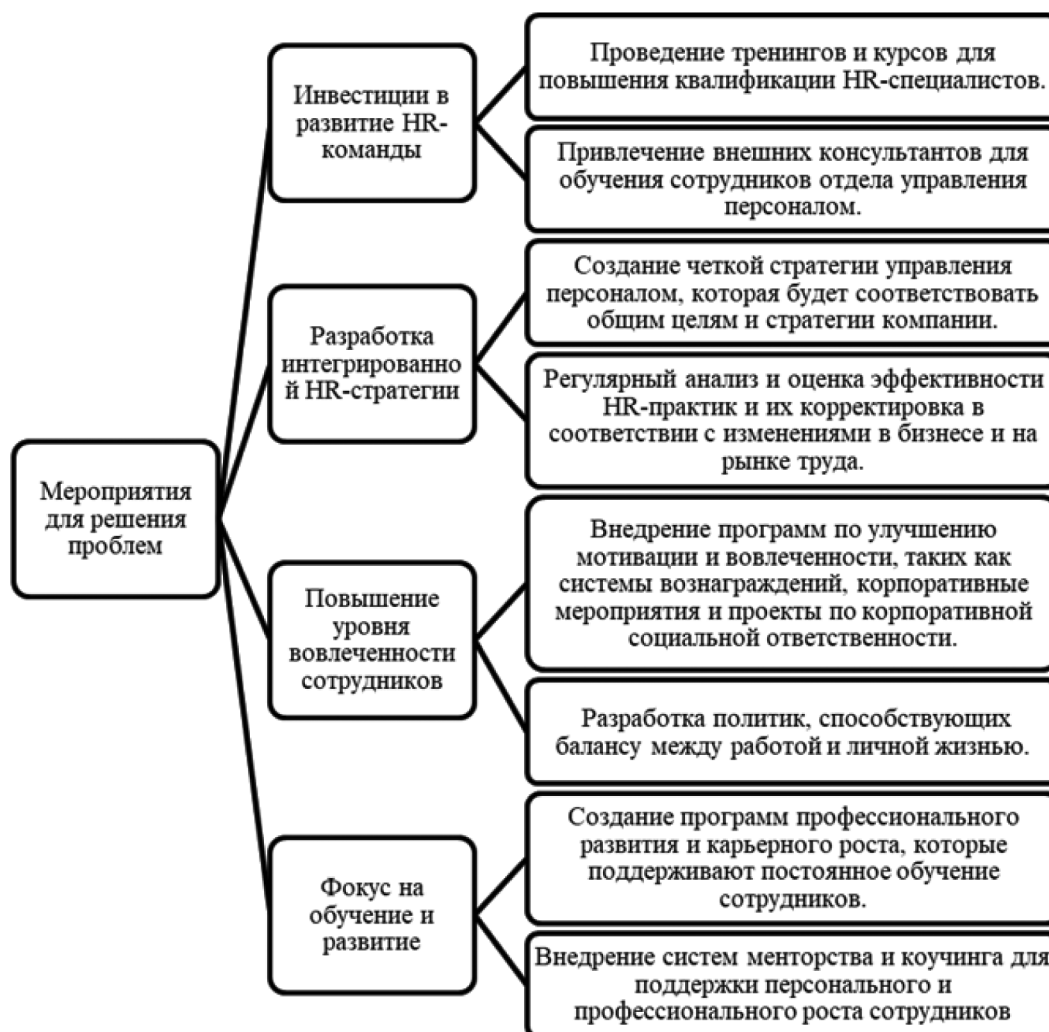 Мероприятия
для решения
проблем
Инвестиции в
развитие HR-
команды
Проведение тренингов и курсов для
повышения квалификации HR-специалистов.
Привлечение внешних консультантов для
обучения сотрудников отдела управления
персоналом.
Разработка
интегрированно
й HR-стратегии
Создание четкой стратегии управления
персоналом, которая будет соответствовать
общим целям и стратегии компании.
Регулярный анализ и оценка эффективности
HR-практик и их корректировка в
соответствии с изменениями в бизнесе и на
рынке труда.
Повышение
уровня
вовлеченности
сотрудников
Внедрение программ по улучшению
мотивации и вовлеченности, таких как
системы вознаграждений, корпоративные
мероприятия и проекты по корпоративной
социальной ответственности.
Разработка политик, способствующих
балансу между работой и личной жизнью.
Фокус на
обучение и
развитие
Создание программ профессионального
развития и карьерного роста, которые
поддерживают постоянное обучение
сотрудников.
Внедрение систем менторства и коучинга для
поддержки персонального и
профессионального роста сотрудников